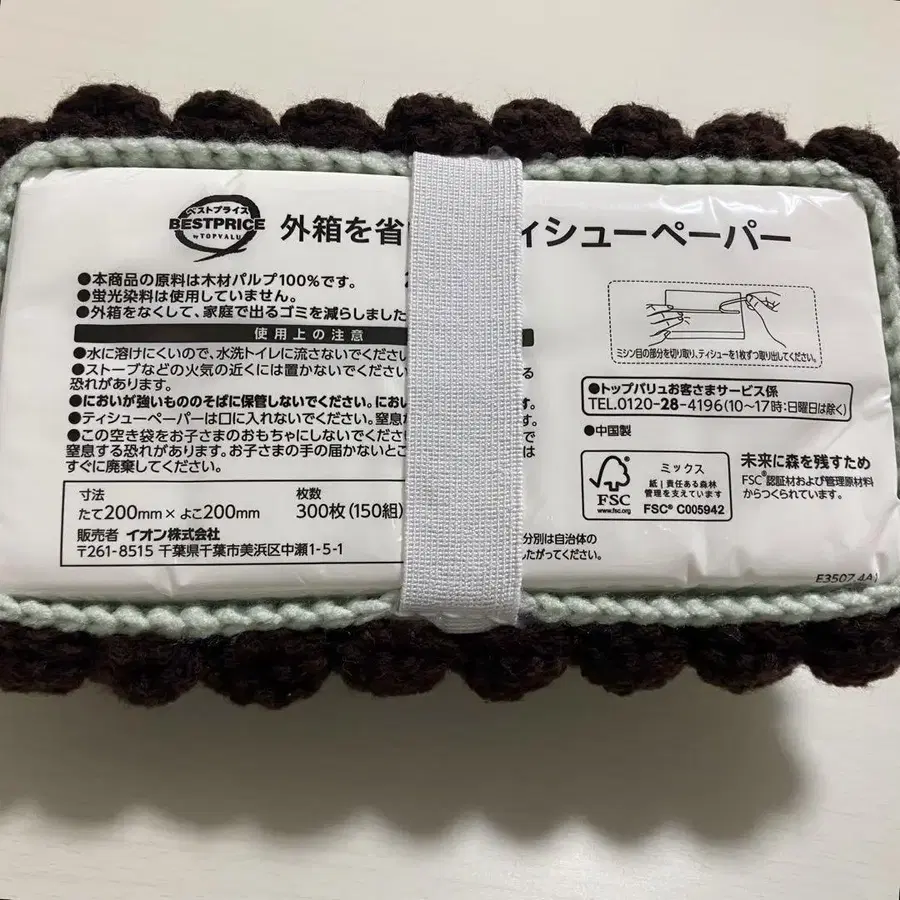 ベストプライス
BESTPRICE
by TOPVALU
外箱を省 ィシューペーパー
●本商品の原料は木材パルプ100%です。
●蛍光染料は使用していません。
●外箱をなくして、家庭で出るゴミを減らしました
使用上の注意
●水に溶けにくいので、水洗トイレに流さないでください
●ストーブなどの火気の近くには置かないでください る
恐れがあります。
●においが強いもののそばに保管しないでください。におい す。
●ティシューペーパーは口に入れないでください。窒息 す。
●この空き袋をお子さまのおもちゃにしないでください で
窒息する恐れがあります。お子さまの手の届かないとこ
すぐに廃棄してください。
寸法 枚数
たて200mm×よこ200mm 300枚(150組)
販売者 イオン株式会社
〒261-8515 千葉県千葉市美浜区中瀬1-5-1
分別は自治体の
したがってください。
ミシン目の部分を切り取り、ティシューを1枚ずつ取り出してください。
●トップバリュお客さまサービス係
TEL.0120-28-4196(10〜17時:日曜日は除く)
●中国製
FSC
www.fsc.org
ミックス
紙|責任ある森林
管理を支えています
FSC® C005942
未来に森を残すため
FSC®認証材および管理原材料
からつくられています。
E3507